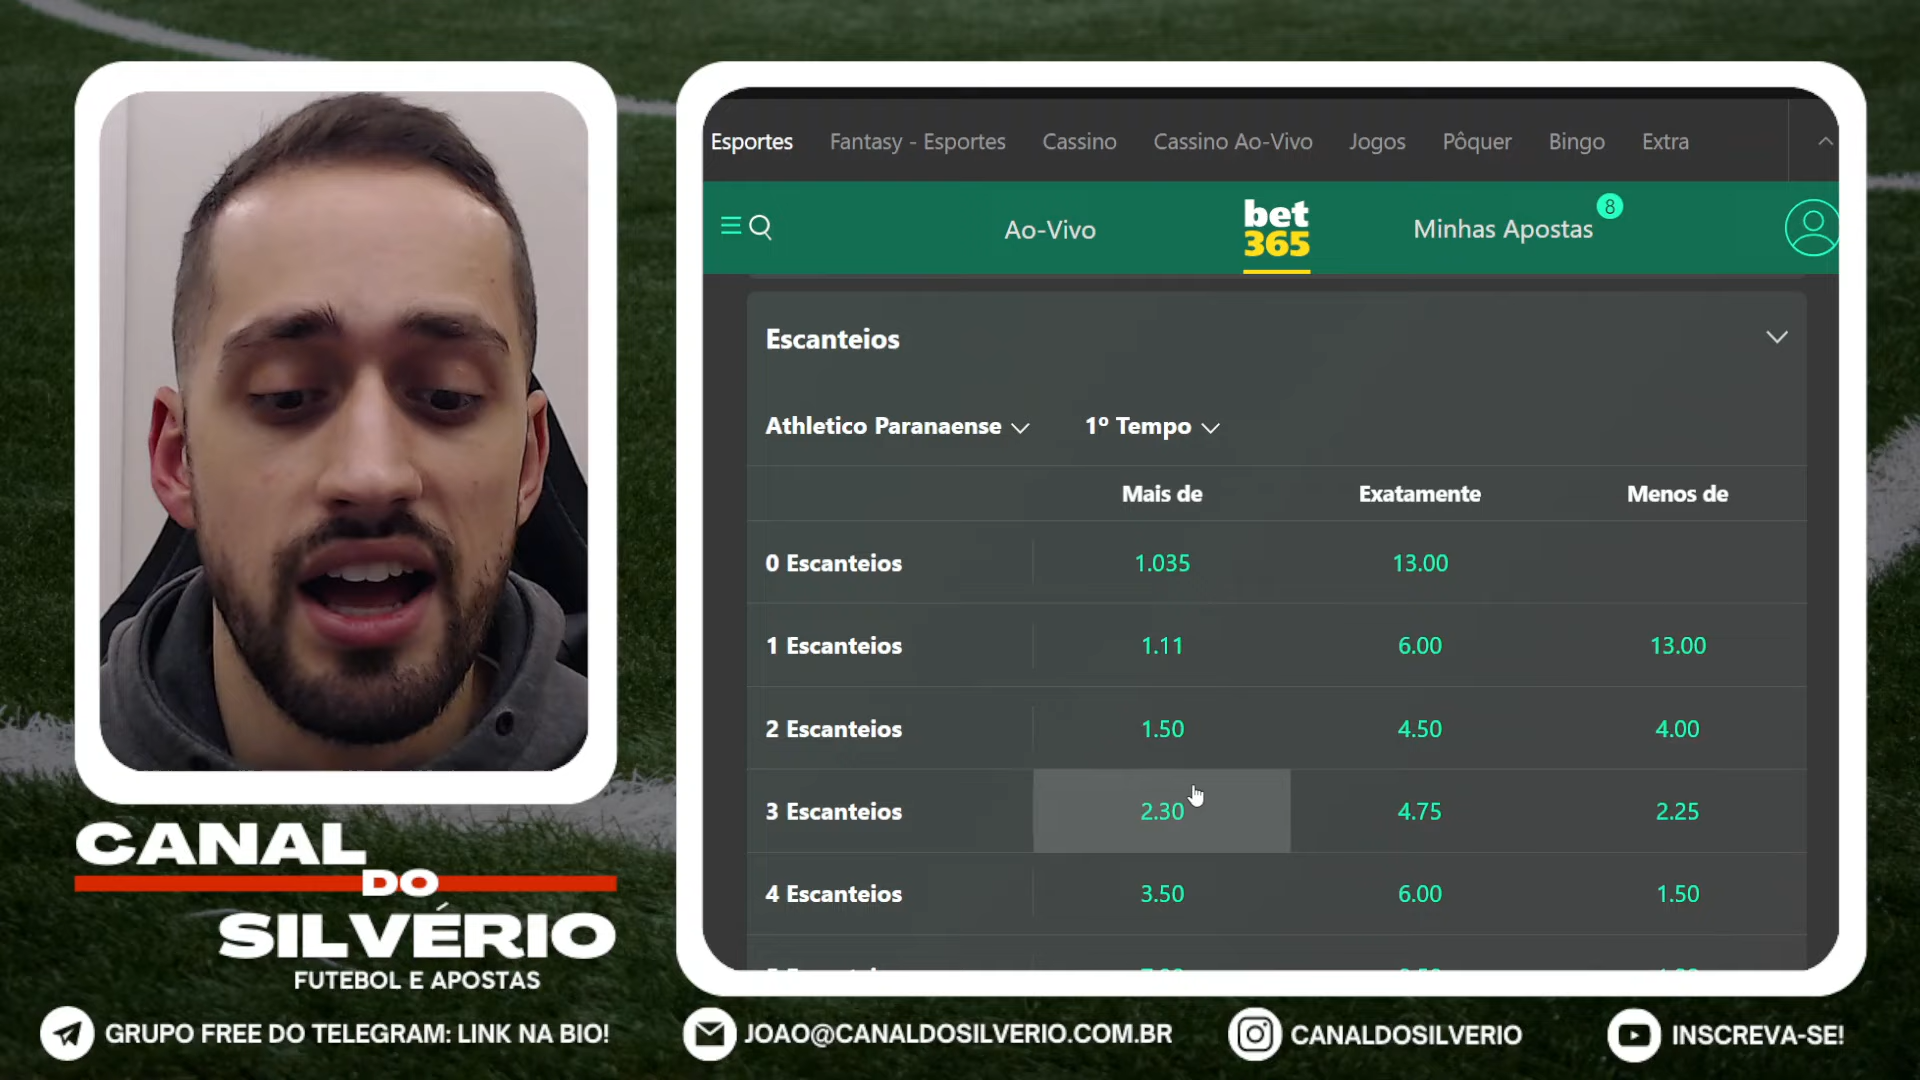 Esportes Fantasy - Esportes Cassino Cassino Ao-Vivo Jogos Pôquer Bingo Extra
Ao-Vivo bet365 Minhas Apostas 8
Escanteios
Athletico Paranaense 1º Tempo
Mais de Exatamente Menos de
0 Escanteios 1.035 13.00
1 Escanteios 1.11 6.00 13.00
2 Escanteios 1.50 4.50 4.00
3 Escanteios 2.30 4.75 2.25
4 Escanteios 3.50 6.00 1.50
CANAL
DO
SILVÉRIO
FUTEBOL E APOSTAS
GRUPO FREE DO TELEGRAM: LINK NA BIO! JOAO@CANALDOSILVERIO.COM.BR CANALDOSILVERIO INSCREVA-SE!